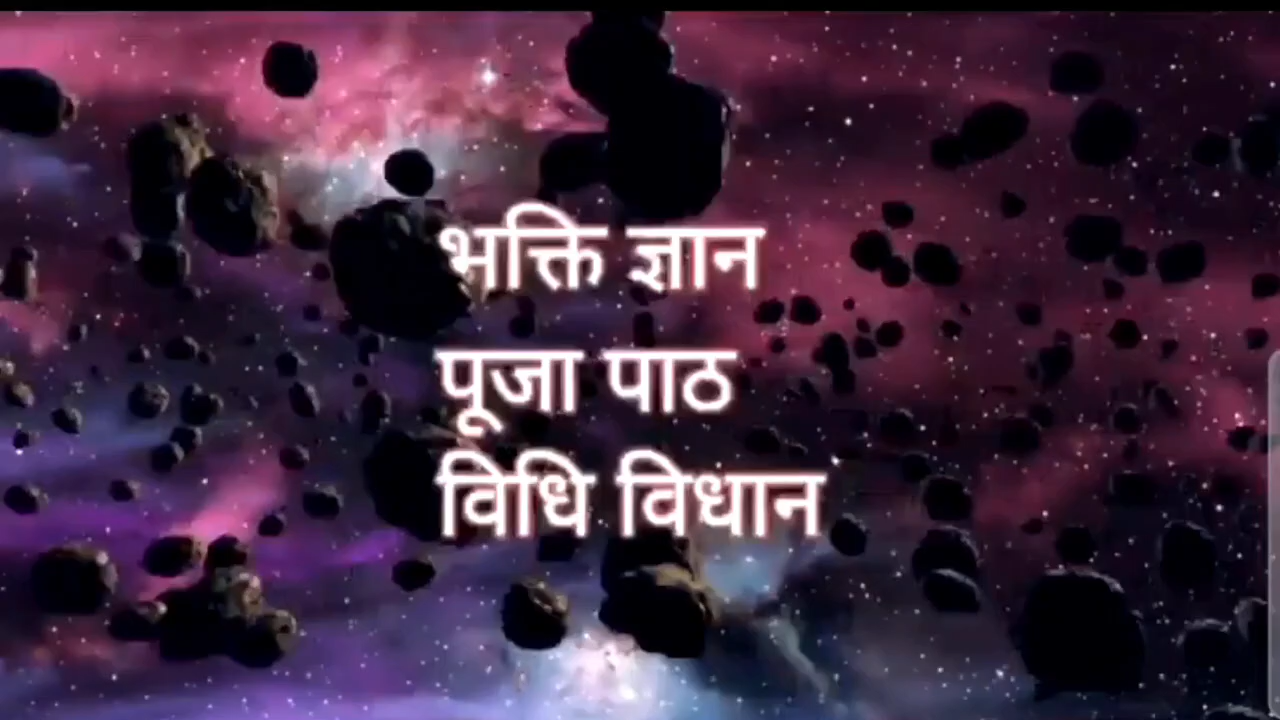 भक्ति ज्ञान
पूजा पाठ
विधि विधान